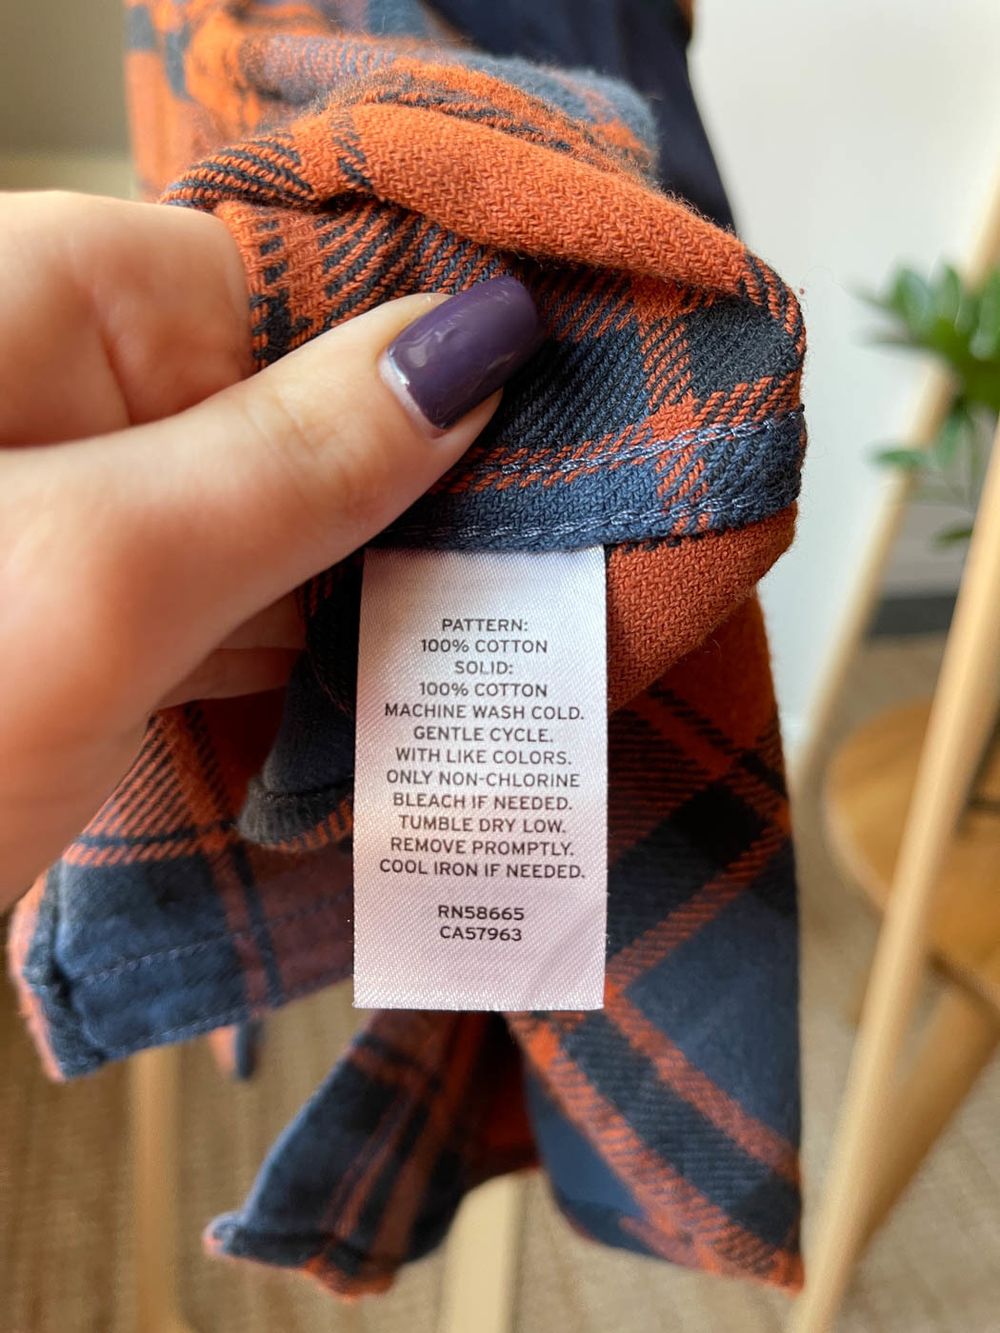 PATTERN:
100% COTTON
SOLID:
100% COTTON
MACHINE WASH COLD.
GENTLE CYCLE.
WITH LIKE COLORS.
ONLY NON-CHLORINE
BLEACH IF NEEDED.
TUMBLE DRY LOW.
REMOVE PROMPTLY.
COOL IRON IF NEEDED.
RN58665
CA57963